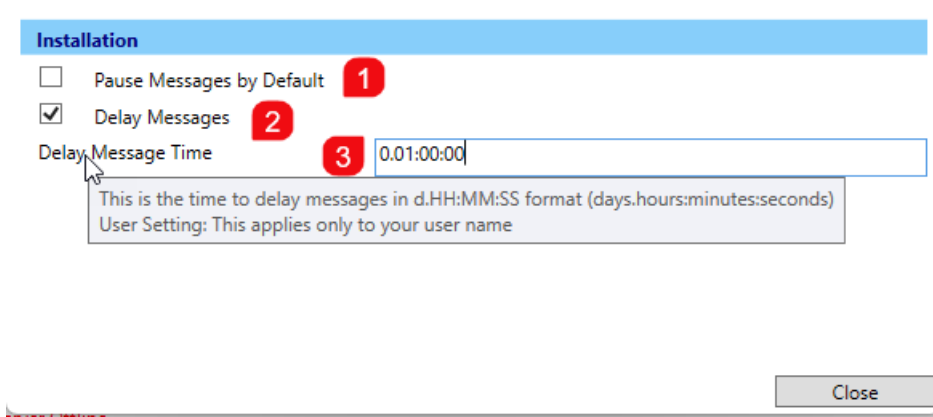 Installation
Pause Messages by Default 1
Delay Messages 2
Delay Message Time 3 0.01:00:00
This is the time to delay messages in d.HH:MM:SS format (days.hours:minutes:seconds)
User Setting: This applies only to your user name
Close